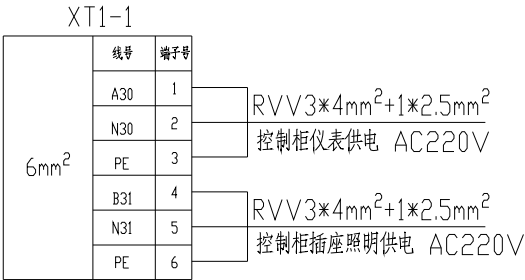 XT1-1
线号 端子号
A30 1
N30 2
PE 3
B31 4
N31 5
PE 6
6mm²
RVV3*4mm²+1*2.5mm²
控制柜仪表供电 AC220V
RVV3*4mm²+1*2.5mm²
控制柜插座照明供电 AC220V